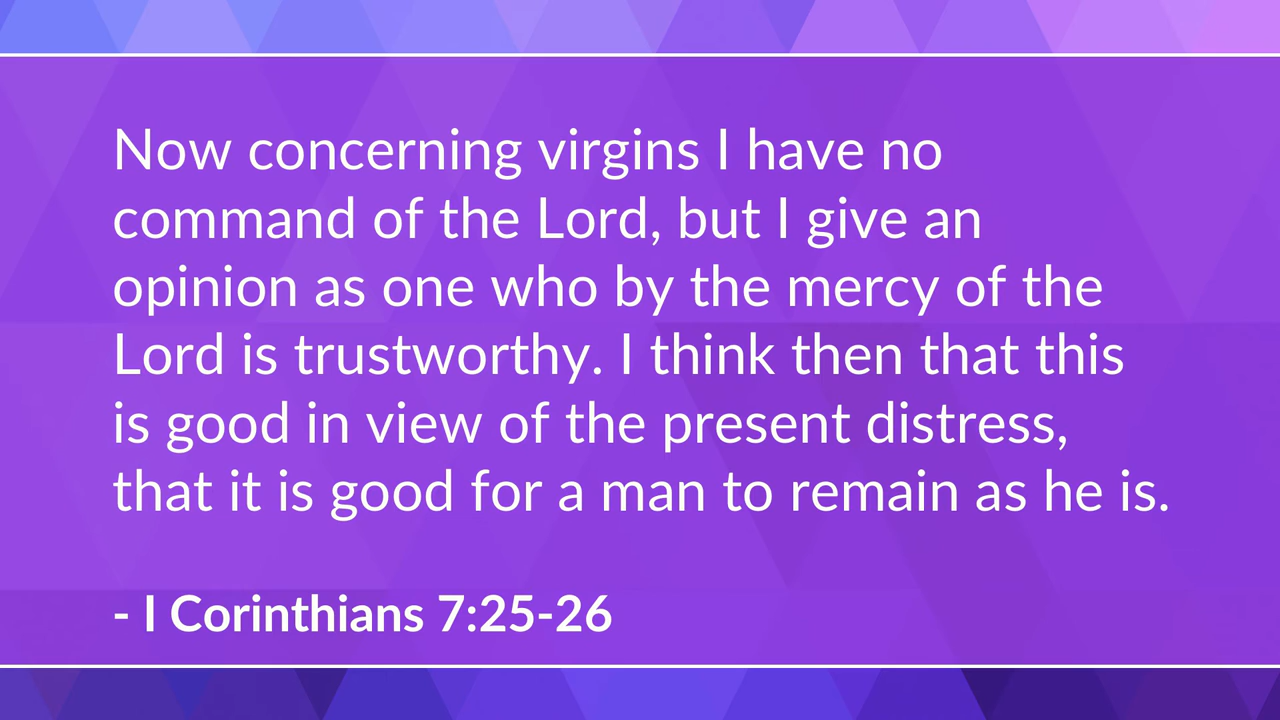 Now concerning virgins I have no
command of the Lord, but I give an
opinion as one who by the mercy of the
Lord is trustworthy. I think then that this
is good in view of the present distress,
that it is good for a man to remain as he is.
- I Corinthians 7:25-26